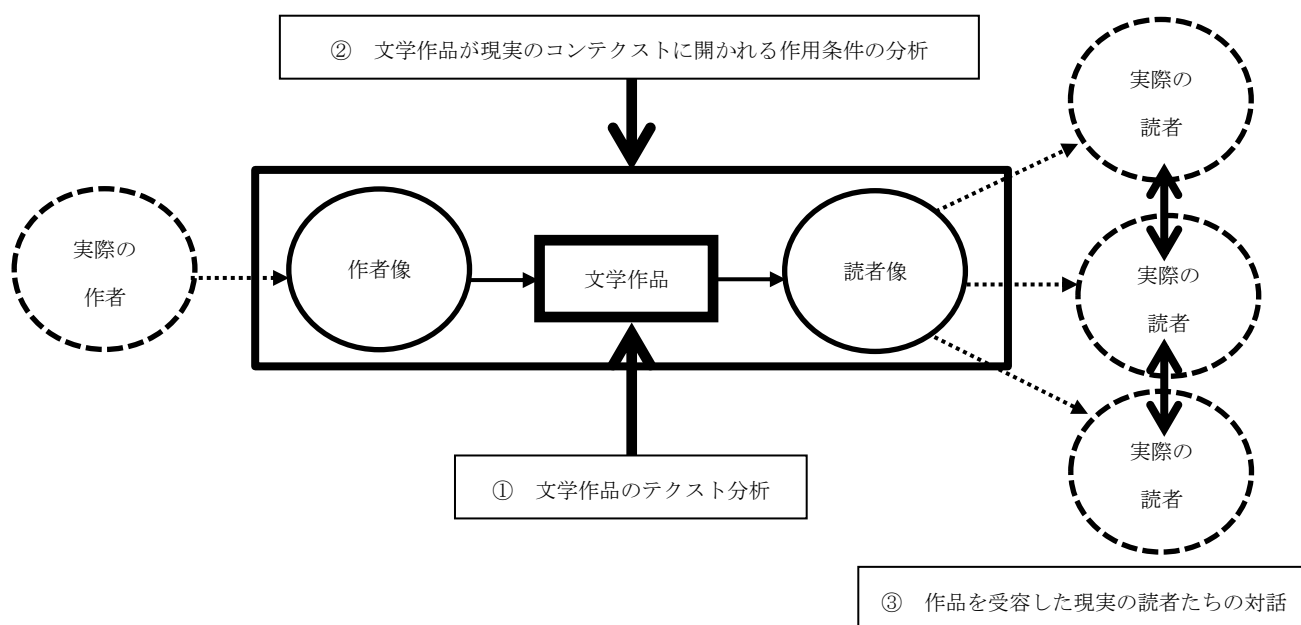 ② 文学作品が現実のコンテクストに開かれる作用条件の分析
実際の
読者
実際の
作者
作者像
文学作品
読者像
実際の
読者
① 文学作品のテクスト分析
実際の
読者
③ 作品を受容した現実の読者たちの対話